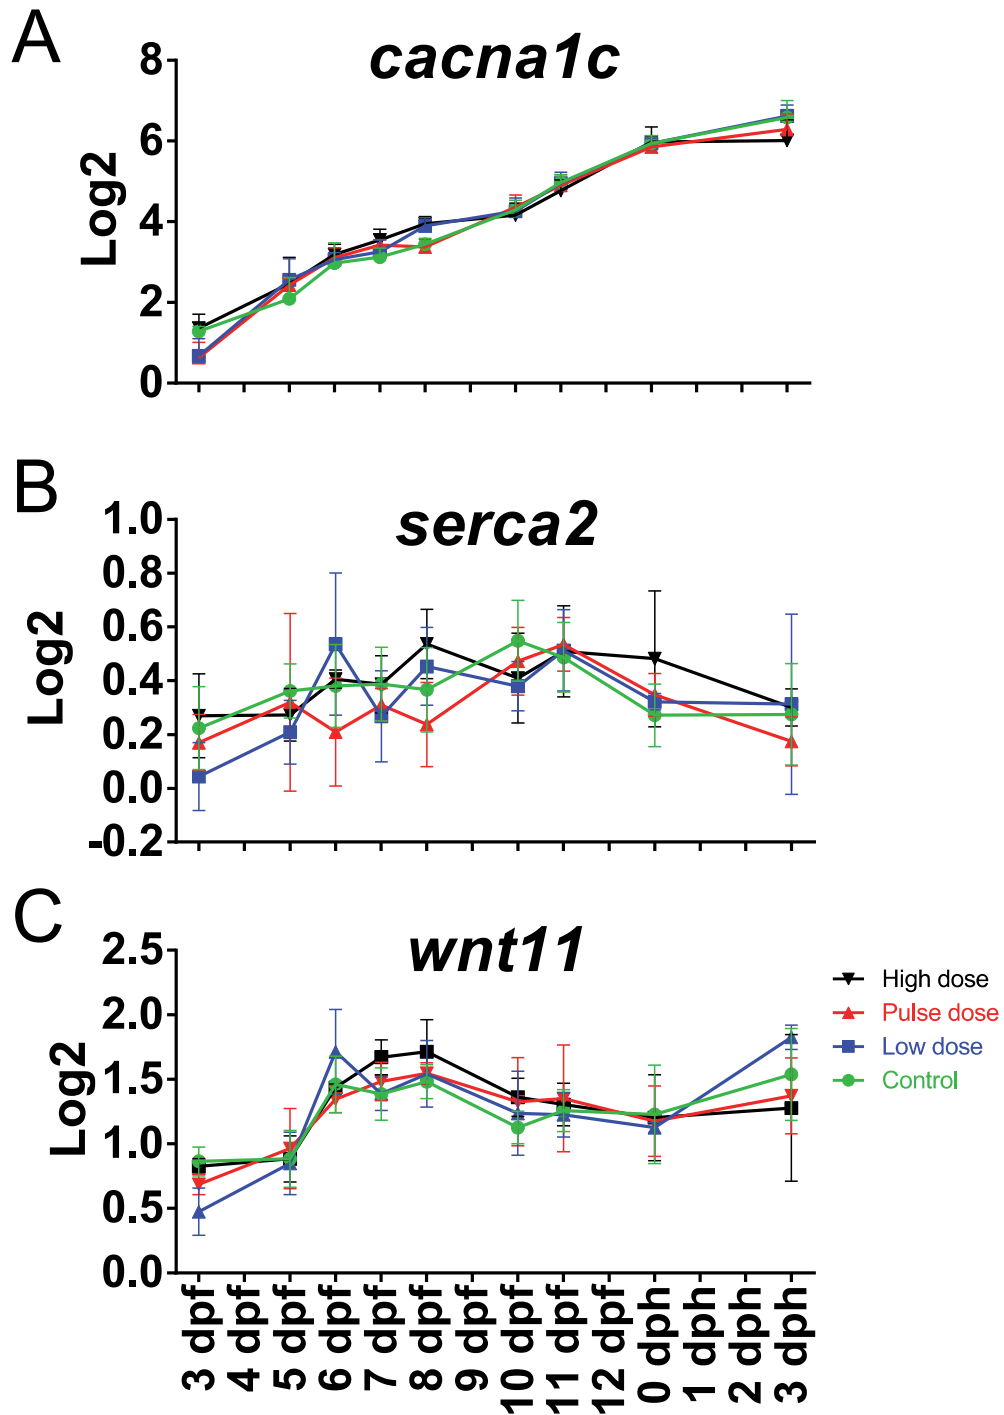 A
cacna1c
Log2
8
6
4
2
0
B
serca2
Log2
1.0
0.8
0.6
0.4
0.2
0.0
-0.2
C
wnt11
Log2
2.5
2.0
1.5
1.0
0.5
0.0
High dose
Pulse dose
Low dose
Control
3 dpf
4 dpf
5 dpf
6 dpf
7 dpf
8 dpf
9 dpf
10 dpf
11 dpf
12 dpf
0 dph
1 dph
2 dph
3 dph